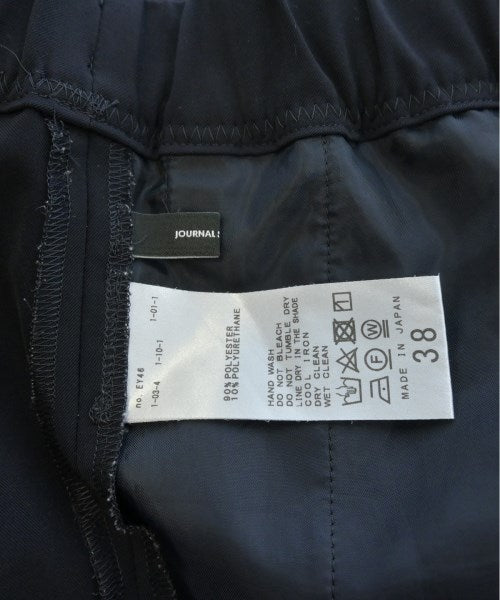 JOURNAL S
no. EY46
1-03-4 1-10-1 1-01-1
90% POLYESTER
10% POLYURETHANE
HAND WASH
DO NOT BLEACH
DO NOT TUMBLE DRY
LINE DRY IN THE SHADE
COOL IRON
DRY CLEAN
WET CLEAN
F W
MADE IN JAPAN
38